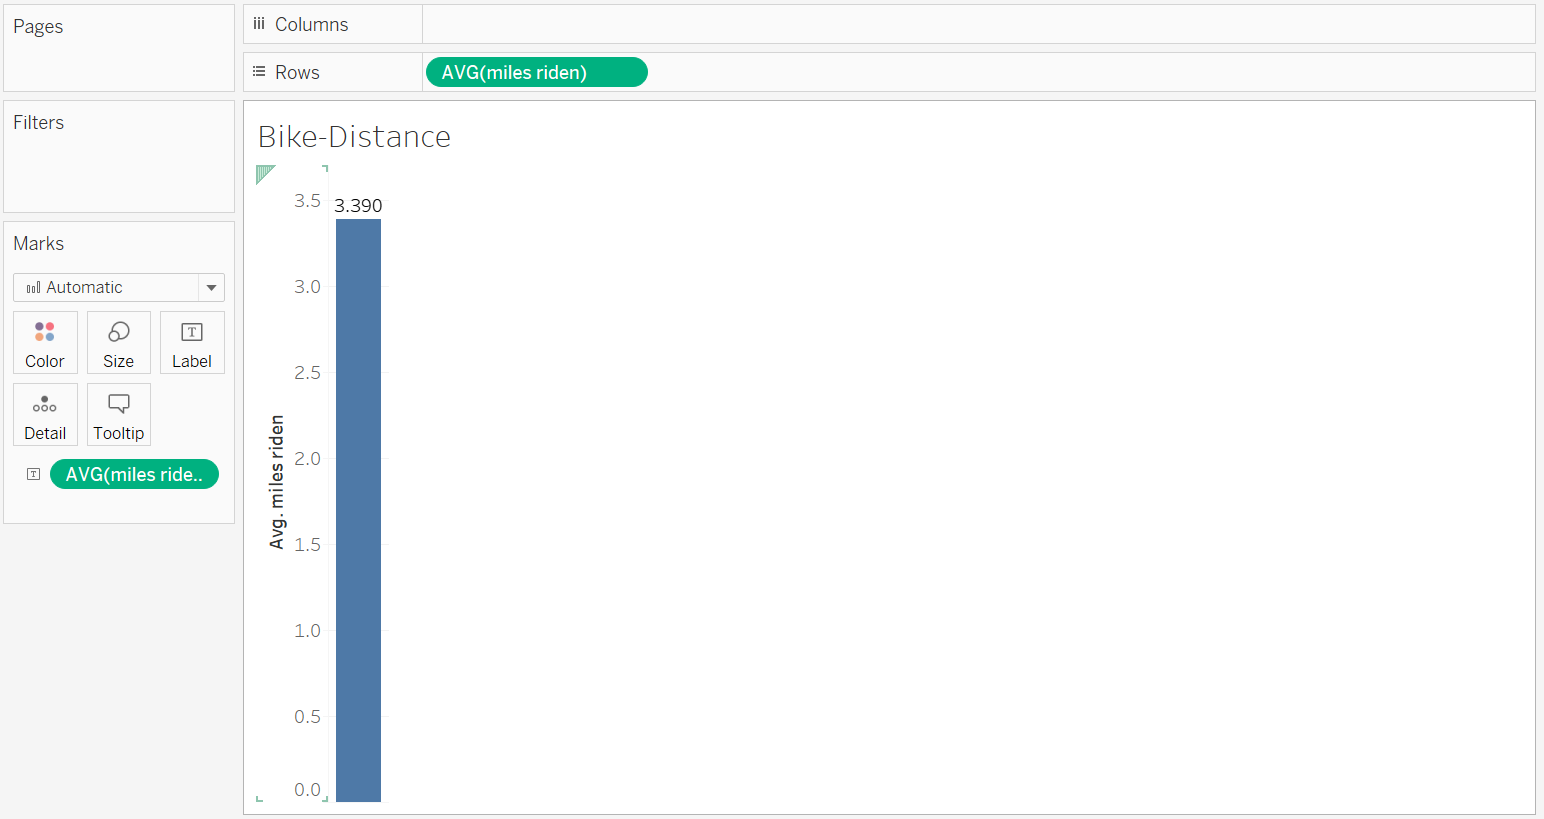 Pages
Columns
Rows
AVG(miles riden)
Filters
Marks
Automatic
Color
Size
T
Label
Detail
Tooltip
T
AVG(miles ride..
Bike-Distance
Avg. miles riden
3.5
3.0
2.5
2.0
1.5
1.0
0.5
0.0
3.390